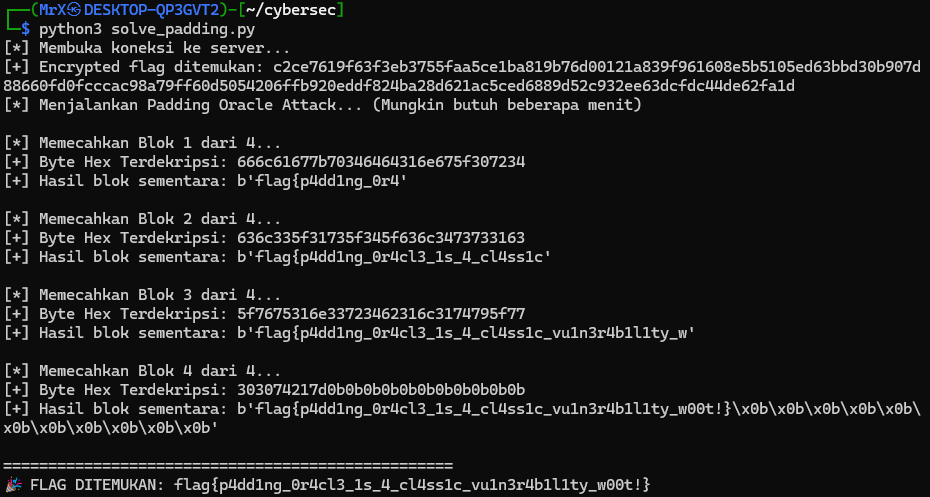 ┌──(MrX㉿DESKTOP-QP3GVT2)-[~/cybersec]
└─$ python3 solve_padding.py
[*] Membuka koneksi ke server...
[+] Encrypted flag ditemukan: c2ce7619f63f3eb3755faa5ce1ba819b76d00121a839f961608e5b5105ed63bbd30b907d
88660fd0fcccac98a79ff60d5054206ffb920eddf824ba28d621ac5ced6889d52c932ee63dcfdc44de62fa1d
[*] Menjalankan Padding Oracle Attack... (Mungkin butuh beberapa menit)
[*] Memecahkan Blok 1 dari 4...
[+] Byte Hex Terdekripsi: 666c61677b70346464316e675f307234
[+] Hasil blok sementara: b'flag{p4dd1ng_0r4'
[*] Memecahkan Blok 2 dari 4...
[+] Byte Hex Terdekripsi: 636c335f31735f345f636c3473733163
[+] Hasil blok sementara: b'flag{p4dd1ng_0r4cl3_1s_4_cl4ss1c'
[*] Memecahkan Blok 3 dari 4...
[+] Byte Hex Terdekripsi: 5f7675316e33723462316c3174795f77
[+] Hasil blok sementara: b'flag{p4dd1ng_0r4cl3_1s_4_cl4ss1c_vu1n3r4b1l1ty_w'
[*] Memecahkan Blok 4 dari 4...
[+] Byte Hex Terdekripsi: 303074217d0b0b0b0b0b0b0b0b0b0b0b
[+] Hasil blok sementara: b'flag{p4dd1ng_0r4cl3_1s_4_cl4ss1c_vu1n3r4b1l1ty_w00t!}\x0b\x0b\x0b\x0b\x0b\
x0b\x0b\x0b\x0b\x0b\x0b'
==================================================
🎉 FLAG DITEMUKAN: flag{p4dd1ng_0r4cl3_1s_4_cl4ss1c_vu1n3r4b1l1ty_w00t!}